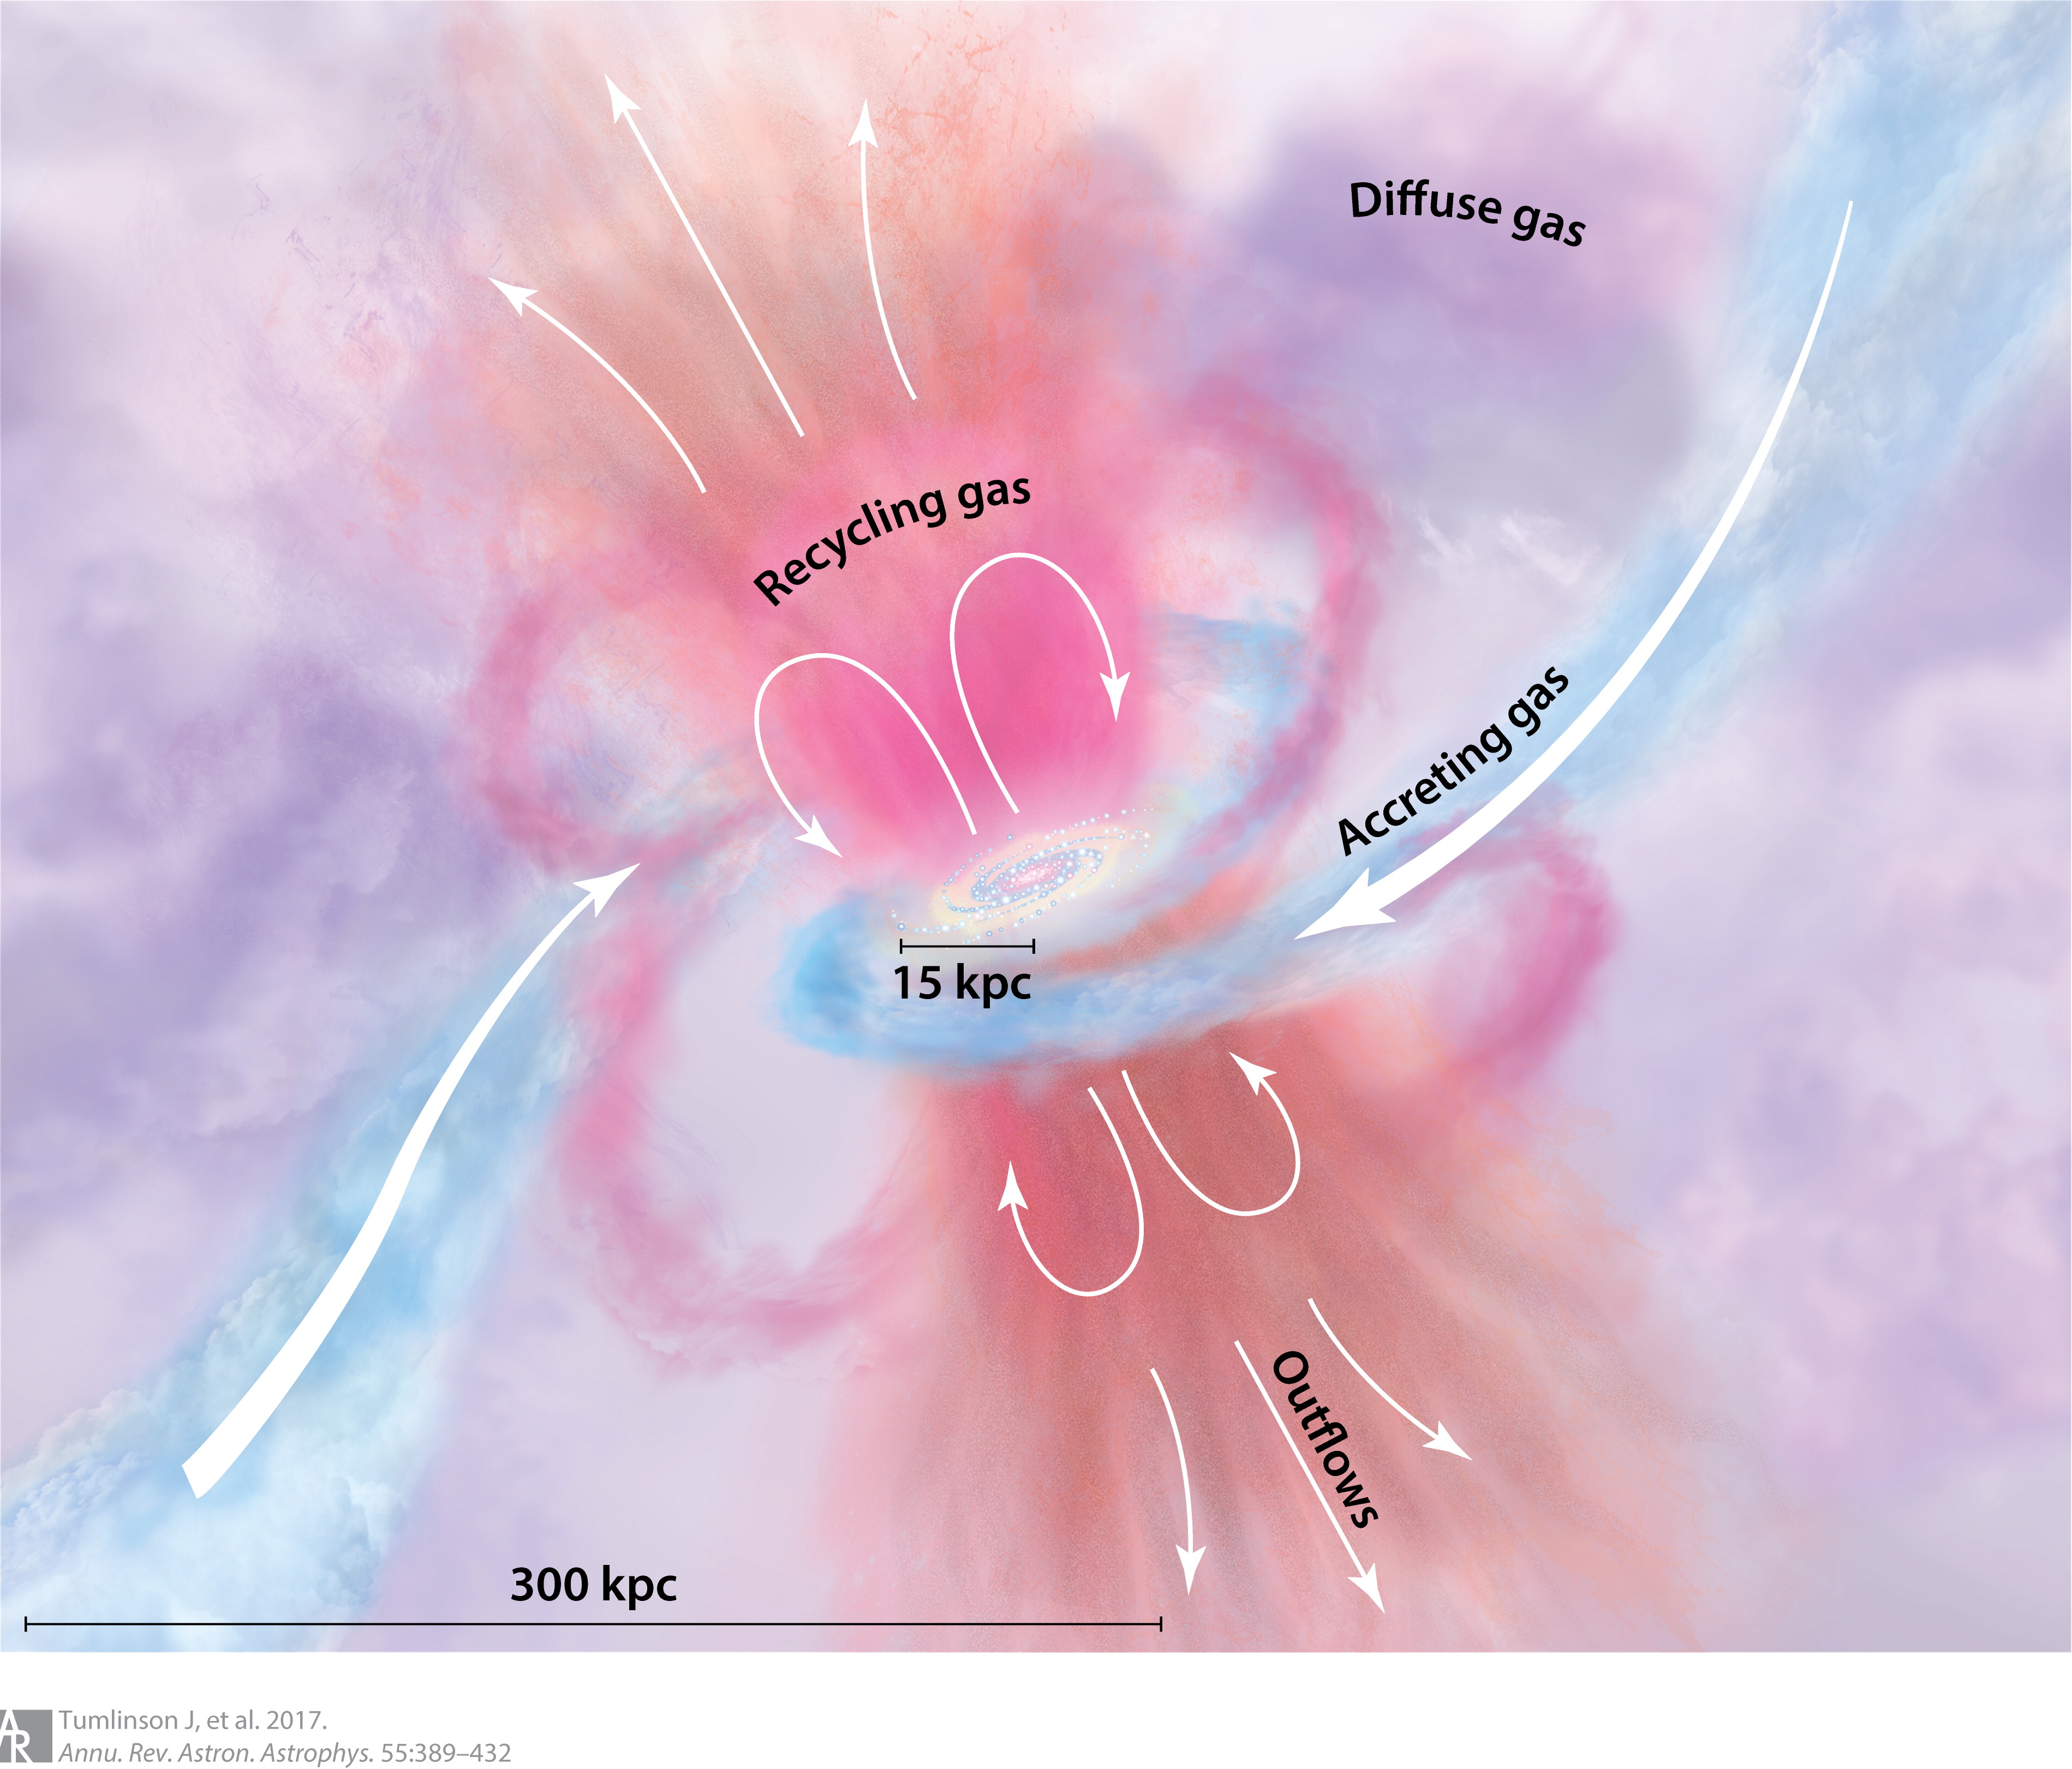 Diffuse gas
Recycling gas
Accreting gas
15 kpc
Outflows
300 kpc
AR
Tumlinson J, et al. 2017.
Annu. Rev. Astron. Astrophys. 55:389–432